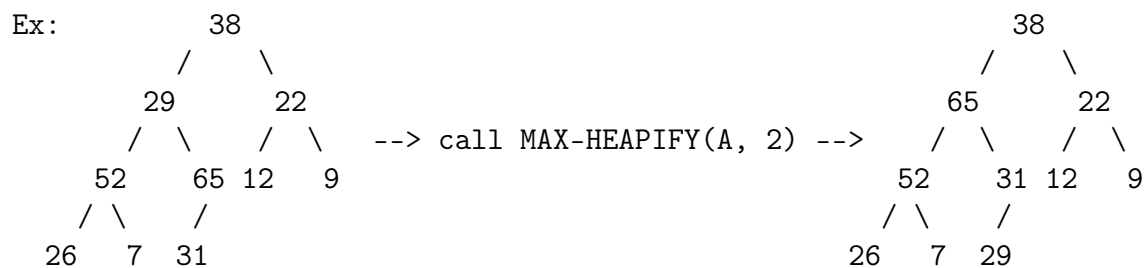 Ex: 38 38
/ \ / \
29 22 65 22
/ \ / \ --> call MAX-HEAPIFY(A, 2) --> / \ / \
52 65 12 9 52 31 12 9
/ \ / / \ /
26 7 31 26 7 29